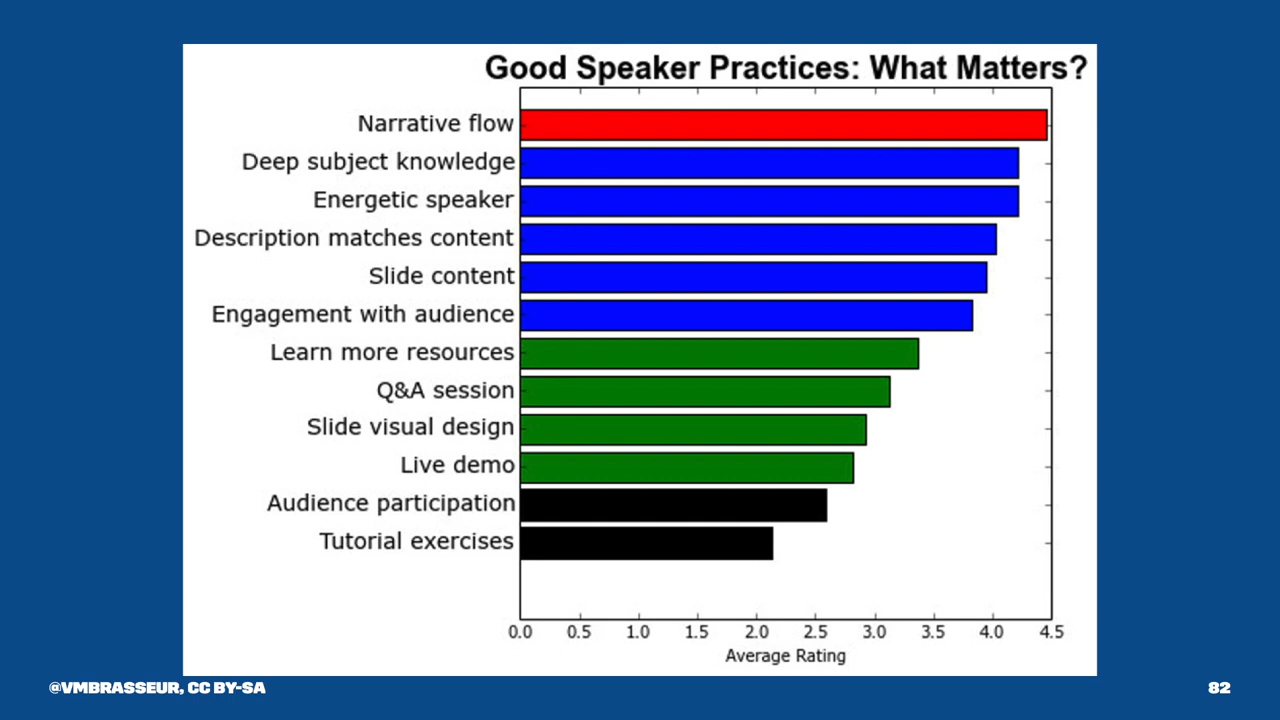 Good Speaker Practices: What Matters?
Narrative flow
Deep subject knowledge
Energetic speaker
Description matches content
Slide content
Engagement with audience
Learn more resources
Q&A session
Slide visual design
Live demo
Audience participation
Tutorial exercises
0.0 0.5 1.0 1.5 2.0 2.5 3.0 3.5 4.0 4.5
Average Rating
@VMBRASSEUR, CC BY-SA
82